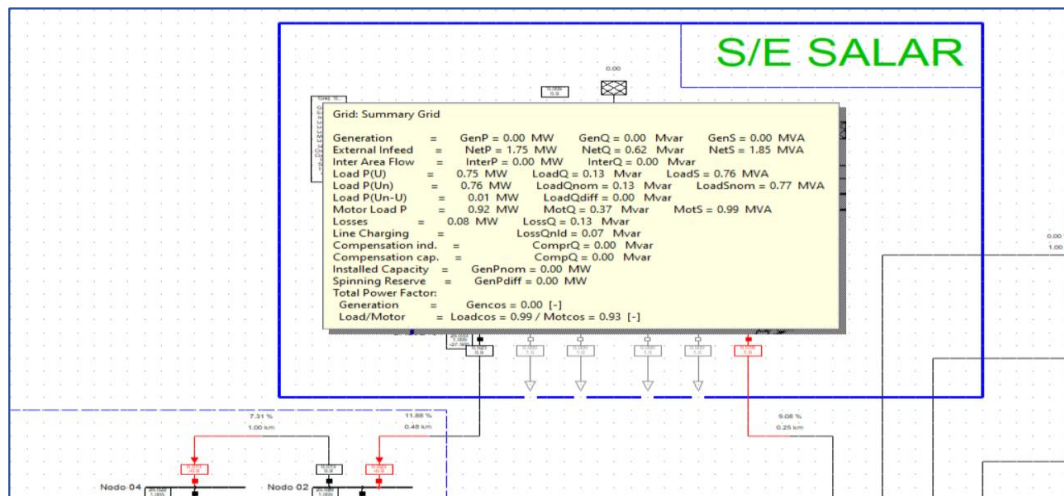 S/E SALAR
0.00
Grid: Summary Grid
Generation = GenP = 0.00 MW GenQ = 0.00 Mvar GenS = 0.00 MVA
External Infeed = NetP = 1.75 MW NetQ = 0.62 Mvar NetS = 1.85 MVA
Inter Area Flow = InterP = 0.00 MW InterQ = 0.00 Mvar
Load P(U) = 0.75 MW LoadQ = 0.13 Mvar LoadS = 0.76 MVA
Load P(Un) = 0.76 MW LoadQnom = 0.13 Mvar LoadSnom = 0.77 MVA
Load P(Un-U) = 0.01 MW LoadQdiff = 0.00 Mvar
Motor Load P = 0.92 MW MotQ = 0.37 Mvar MotS = 0.99 MVA
Losses = 0.08 MW LossQ = 0.13 Mvar
Line Charging = LossQnld = 0.07 Mvar
Compensation ind. = ComprQ = 0.00 Mvar
Compensation cap. = CompQ = 0.00 Mvar
Installed Capacity = GenPnom = 0.00 MW
Spinning Reserve = GenPdiff = 0.00 MW
Total Power Factor:
Generation = Gencos = 0.00 [-]
Load/Motor = Loadcos = 0.99 / Motcos = 0.93 [-]
0.00
1.00
7.31 %
1.00 km
11.88 %
0.48 km
9.08 %
0.25 km
Nodo 04
Nodo 02